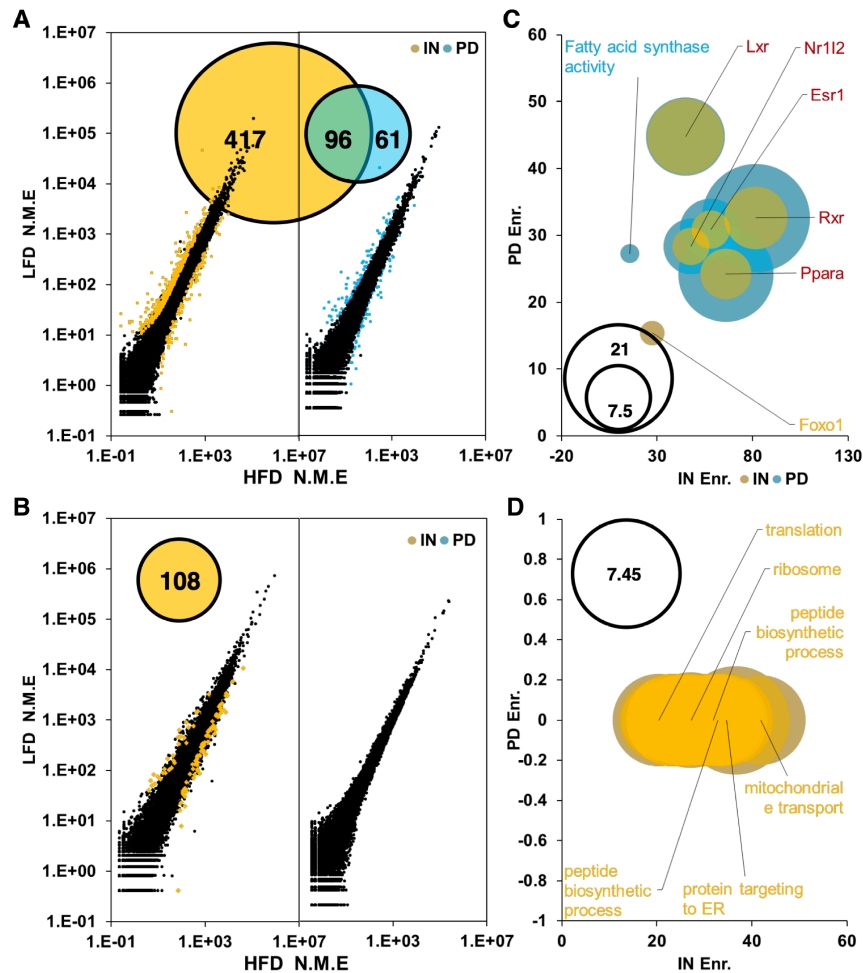 A
1.E+07
1.E+06
1.E+05
1.E+04
1.E+03
1.E+02
1.E+01
1.E+00
1.E-01
LFD N.M.E
IN PD
417
96
61
1.E-01
1.E+03
1.E+07
1.E+03
1.E+07
HFD N.M.E
C
60
50
40
30
20
10
0
PD Enr.
Fatty acid synthase
activity
Lxr
Nr1l2
Esr1
Rxr
Ppara
Foxo1
21
7.5
-20
30
80
130
IN Enr. IN PD
B
1.E+07
1.E+06
1.E+05
1.E+04
1.E+03
1.E+02
1.E+01
1.E+00
1.E-01
LFD N.M.E
IN PD
108
1.E-01
1.E+03
1.E+07
1.E+03
1.E+07
HFD N.M.E
D
1
0.8
0.6
0.4
0.2
0
-0.2
-0.4
-0.6
-0.8
-1
PD Enr.
7.45
translation
ribosome
peptide
biosynthetic
process
mitochondrial
e transport
peptide
biosynthetic
process
protein targeting
to ER
0
20
40
60
IN Enr.